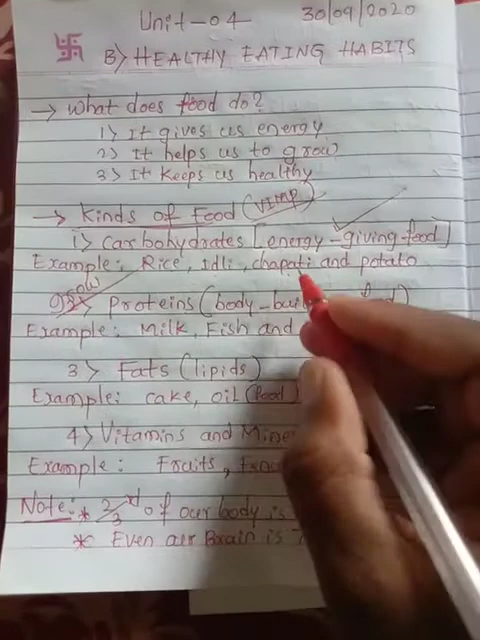 Unit-04 30/09/2020
B> HEALTHY EATING HABITS
→ What does food do?
1> It gives us energy
2> It helps us to grow
3> It keeps us healthy
→ Kinds of Food (VIMP)
1> Carbohydrates [energy-giving-food]
Example: Rice, Idli, chapati and potato
2> Proteins (body-
Example: Milk, Fish and
3> Fats (lipids)
Example: cake, oil (food)
4> Vitamins and
Example: Fruits,
Note: * 2/3rd of our body is
* Even our Brain is